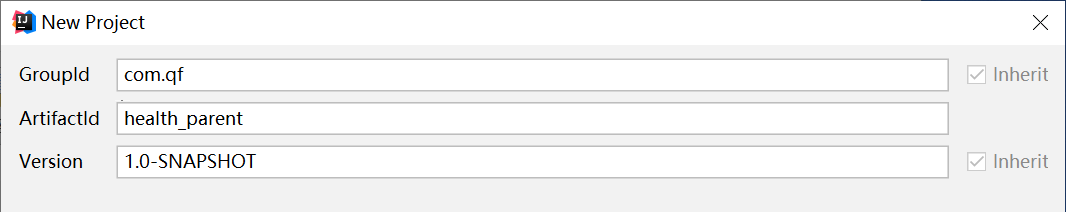 New Project
GroupId com.qf Inherit
ArtifactId health_parent
Version 1.0-SNAPSHOT Inherit